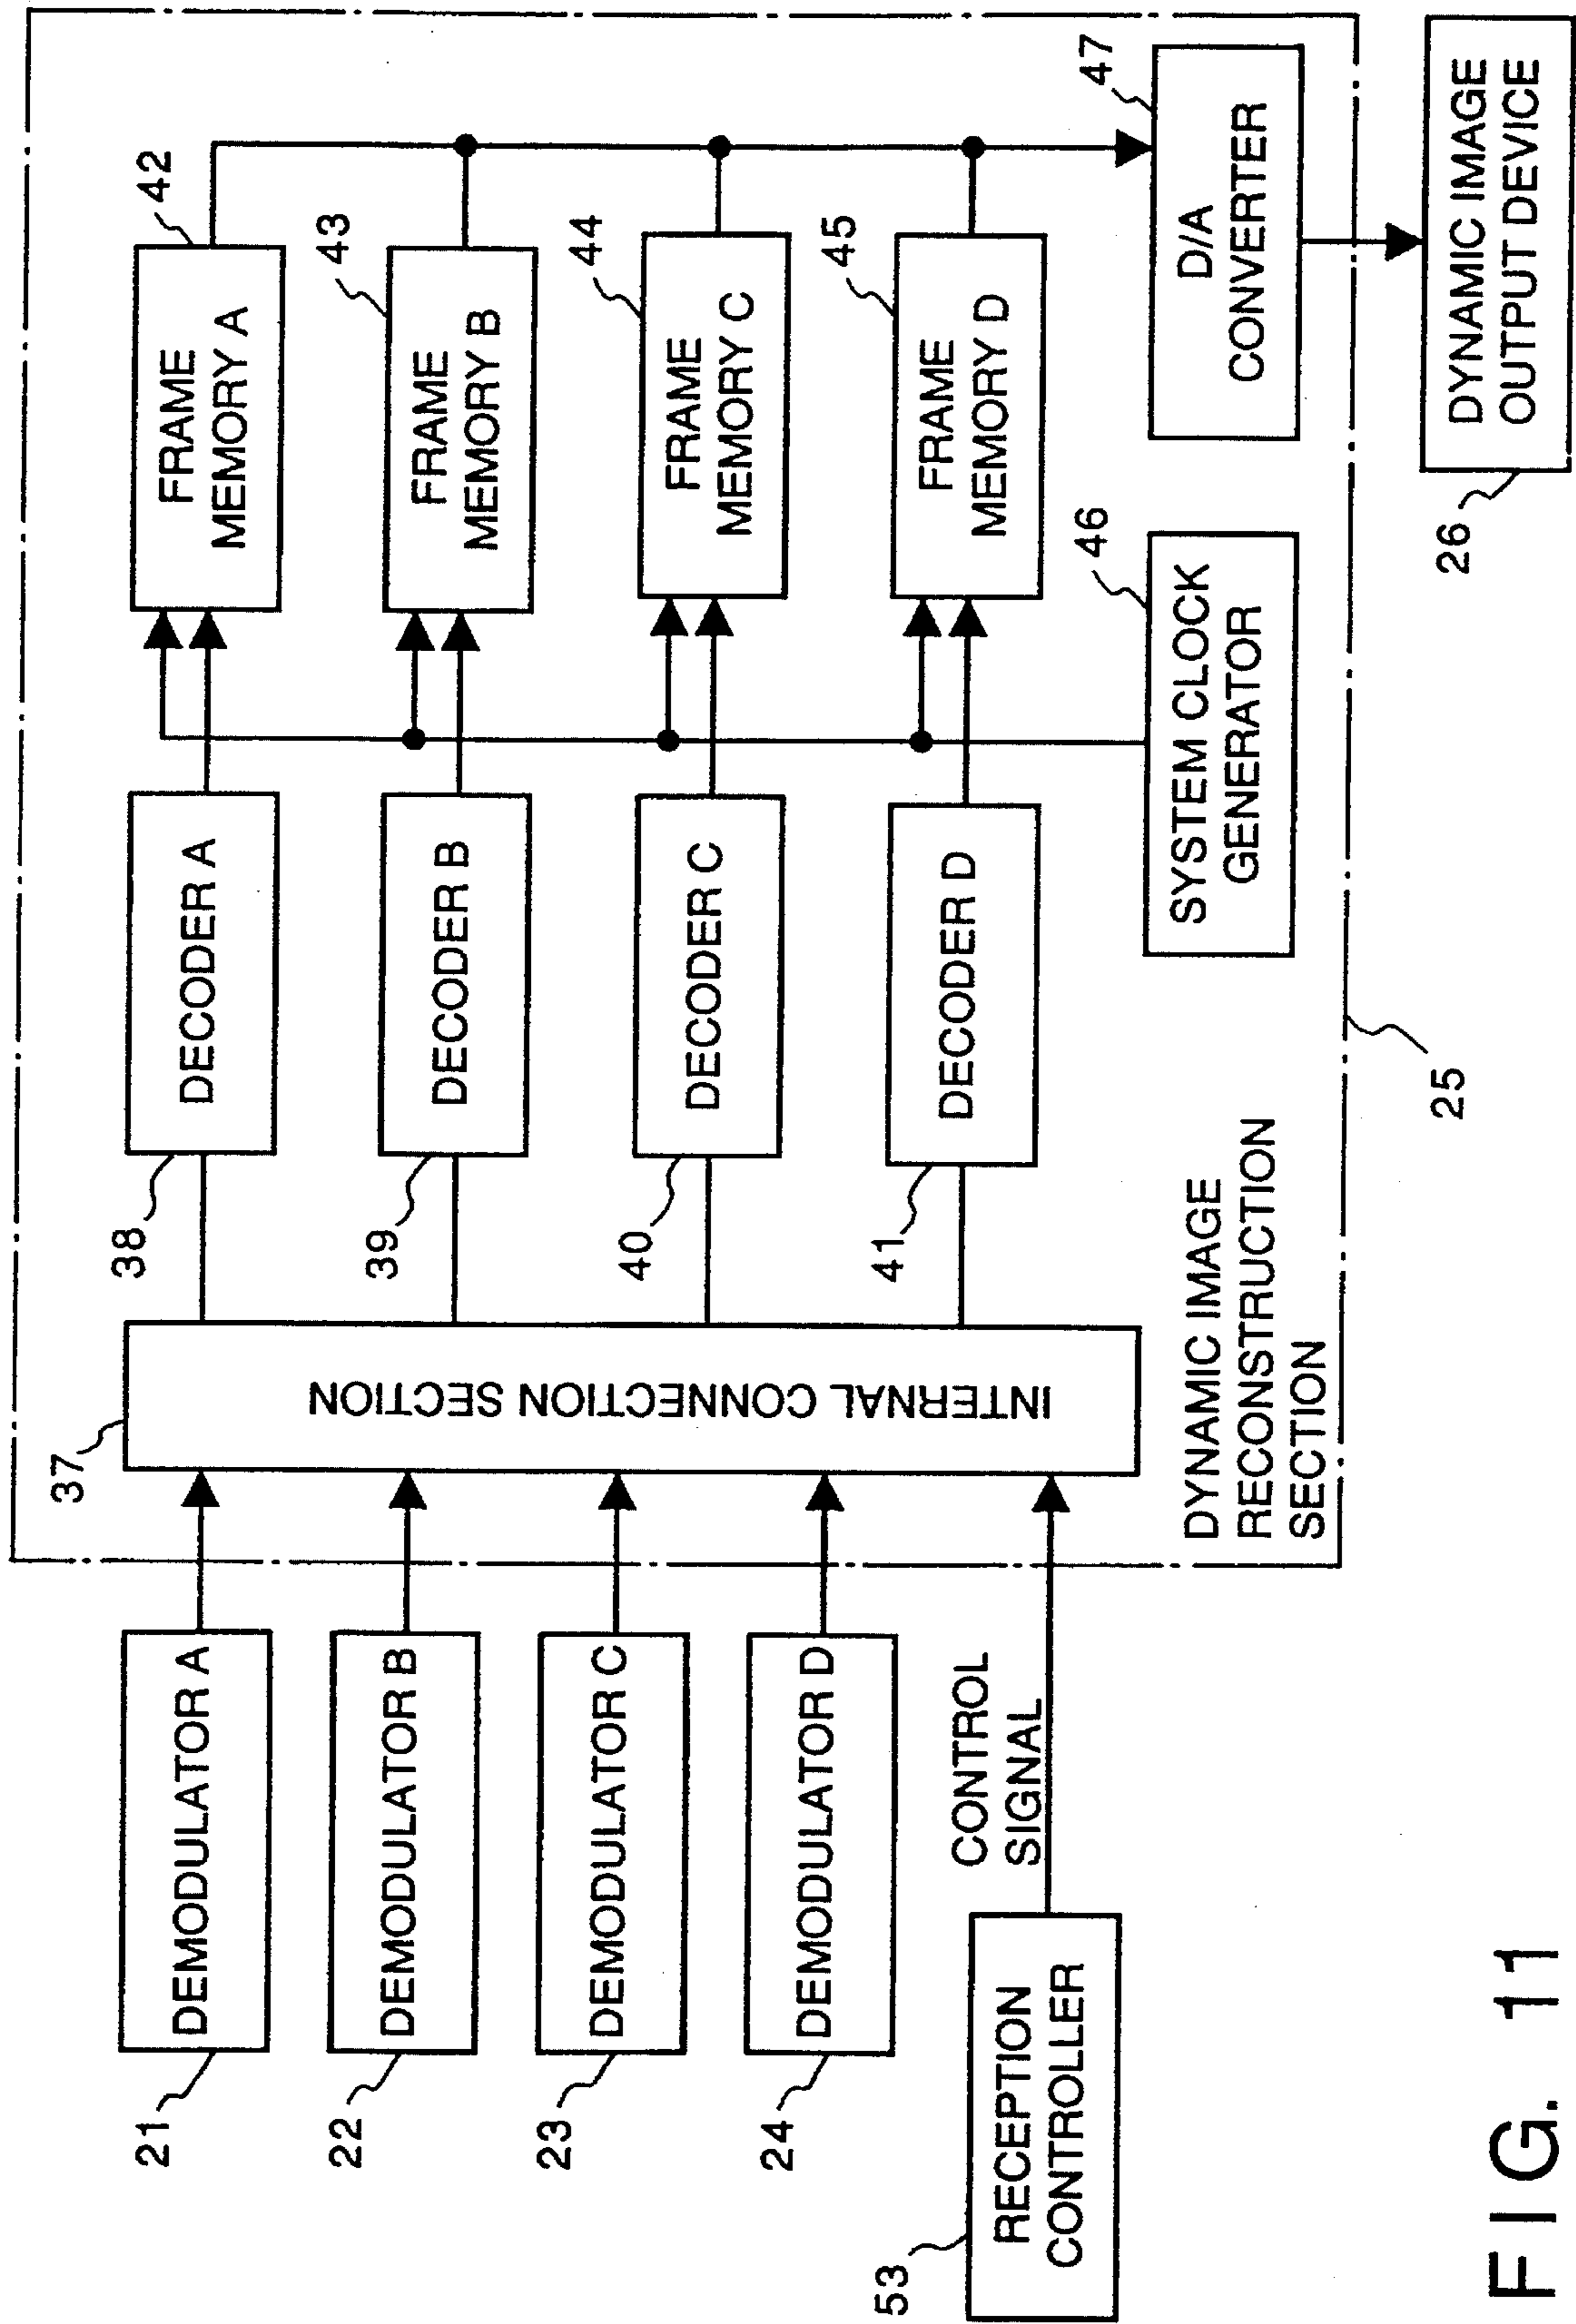 21
DEMODULATOR A
22
DEMODULATOR B
23
DEMODULATOR C
24
DEMODULATOR D
53
RECEPTION
CONTROLLER
CONTROL
SIGNAL
37
INTERNAL CONNECTION SECTION
38
DECODER A
39
DECODER B
40
DECODER C
41
DECODER D
42
FRAME
MEMORY A
43
FRAME
MEMORY B
44
FRAME
MEMORY C
45
FRAME
MEMORY D
46
SYSTEM CLOCK
GENERATOR
47
D/A
CONVERTER
DYNAMIC IMAGE
RECONSTRUCTION
SECTION
25
26
DYNAMIC IMAGE
OUTPUT DEVICE
FIG. 11